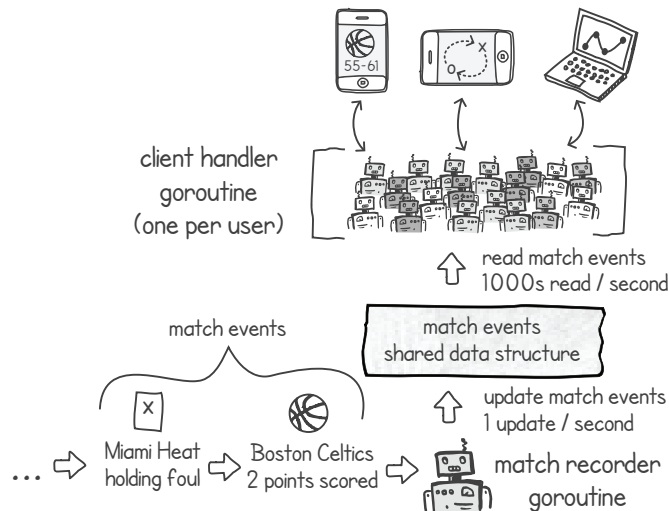 55-61
X
O
client handler
goroutine
(one per user)
read match events
1000s read / second
match events
match events
shared data structure
update match events
1 update / second
X
... Miami Heat
holding foul
Boston Celtics
2 points scored
match recorder
goroutine